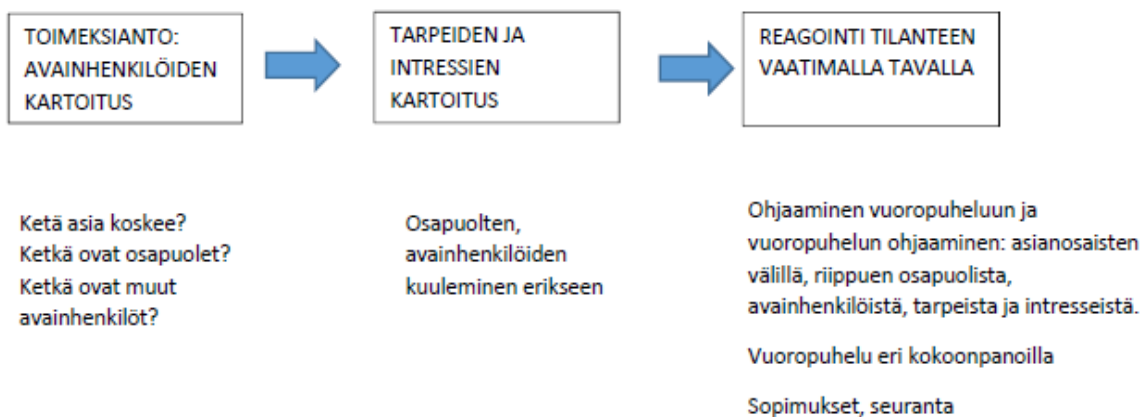 TOIMEKSIANTO:
AVAINHENKILÖIDEN
KARTOITUS
TARPEIDEN JA
INTRESSIEN
KARTOITUS
REAGOINTI TILANTEEN
VAATIMALLA TAVALLA
Ketä asia koskee?
Ketkä ovat osapuolet?
Ketkä ovat muut
avainhenkilöt?
Osapuolten,
avainhenkilöiden
kuuleminen erikseen
Ohjaaminen vuoropuheluun ja
vuoropuhelun ohjaaminen: asianosaisten
välillä, riippuen osapuolista,
avainhenkilöistä, tarpeista ja intresseistä.
Vuoropuhelu eri kokoonpanoilla
Sopimukset, seuranta